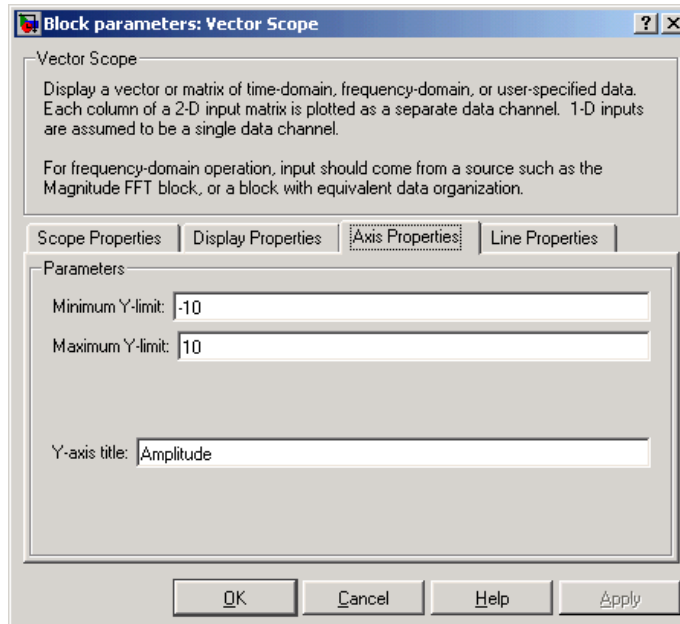 Block parameters: Vector Scope
Vector Scope
Display a vector or matrix of time-domain, frequency-domain, or user-specified data.
Each column of a 2-D input matrix is plotted as a separate data channel.  1-D inputs
are assumed to be a single data channel.
For frequency-domain operation, input should come from a source such as the
Magnitude FFT block, or a block with equivalent data organization.
Scope Properties Display Properties Axis Properties Line Properties
Parameters
Minimum Y-limit: -10
Maximum Y-limit: 10
Y-axis title: Amplitude
OK Cancel Help Apply